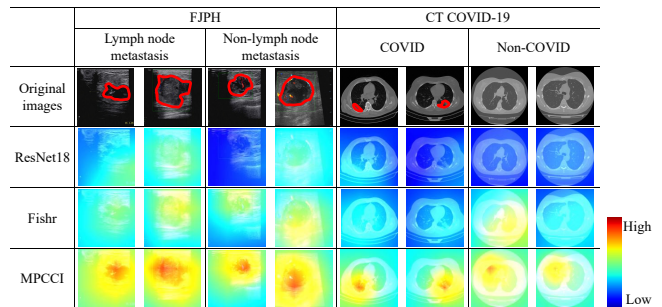 FJPH CT COVID-19
Lymph node metastasis Non-lymph node metastasis COVID Non-COVID
Original images
ResNet18
Fishr
MPCCI
High
Low